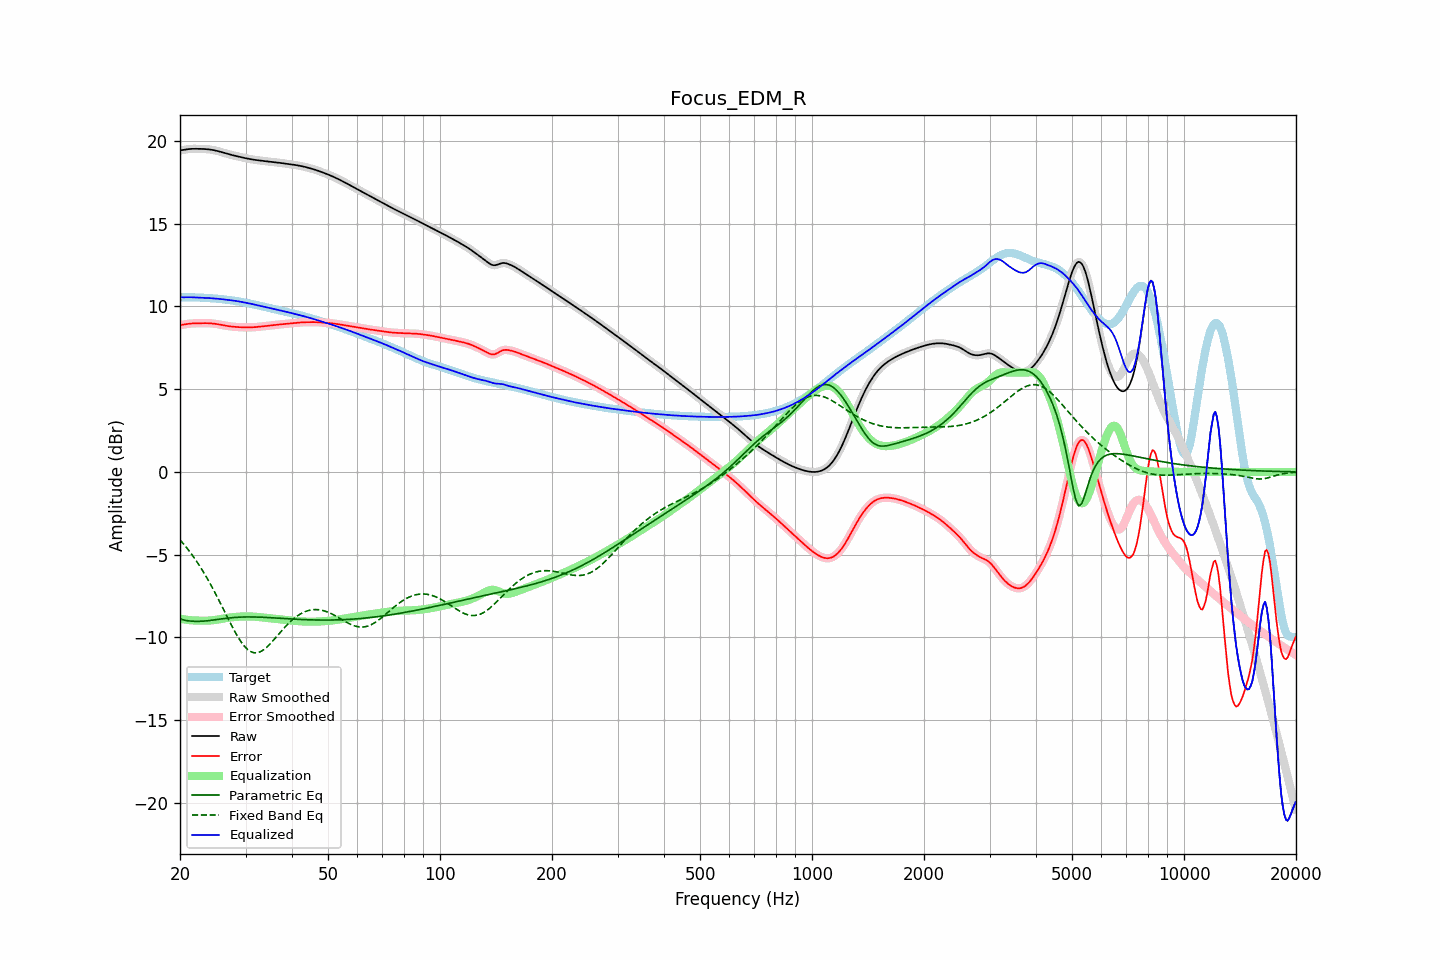 Focus_EDM_R
Amplitude (dBr)
20
15
10
5
0
−5
−10
−15
−20
Target
Raw Smoothed
Error Smoothed
Raw
Error
Equalization
Parametric Eq
Fixed Band Eq
Equalized
20 50 100 200 500 1000 2000 5000 10000 20000
Frequency (Hz)